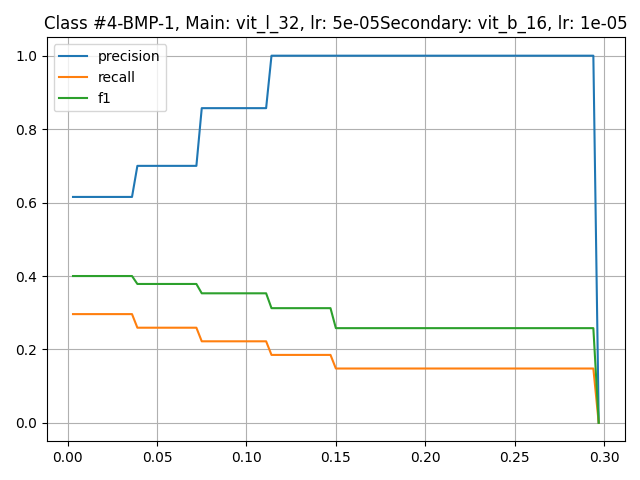 Class #4-BMP-1, Main: vit_l_32, lr: 5e-05Secondary: vit_b_16, lr: 1e-05
precision
recall
f1
1.0
0.8
0.6
0.4
0.2
0.0
0.00 0.05 0.10 0.15 0.20 0.25 0.30